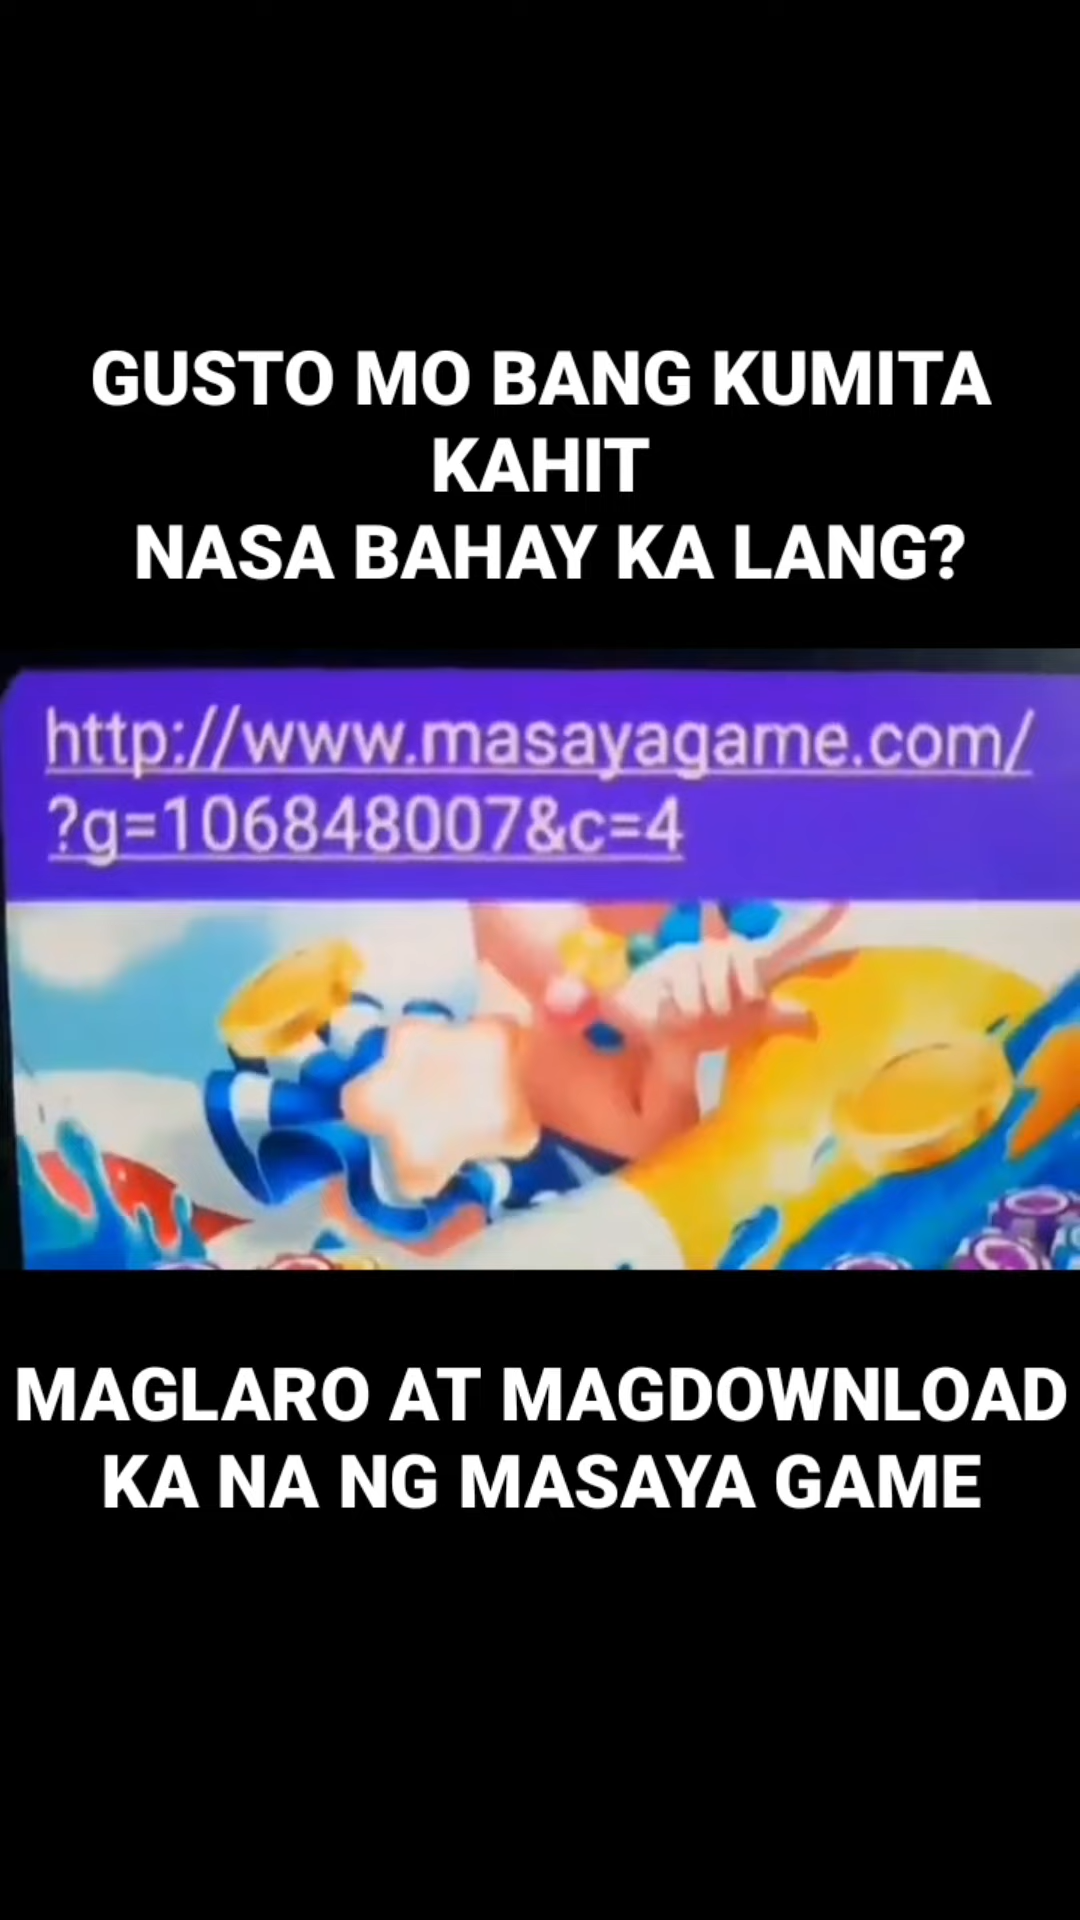 GUSTO MO BANG KUMITA
KAHIT
NASA BAHAY KA LANG?
http://www.masayagame.com/
?g=106848007&c=4
MAGLARO AT MAGDOWNLOAD
KA NA NG MASAYA GAME